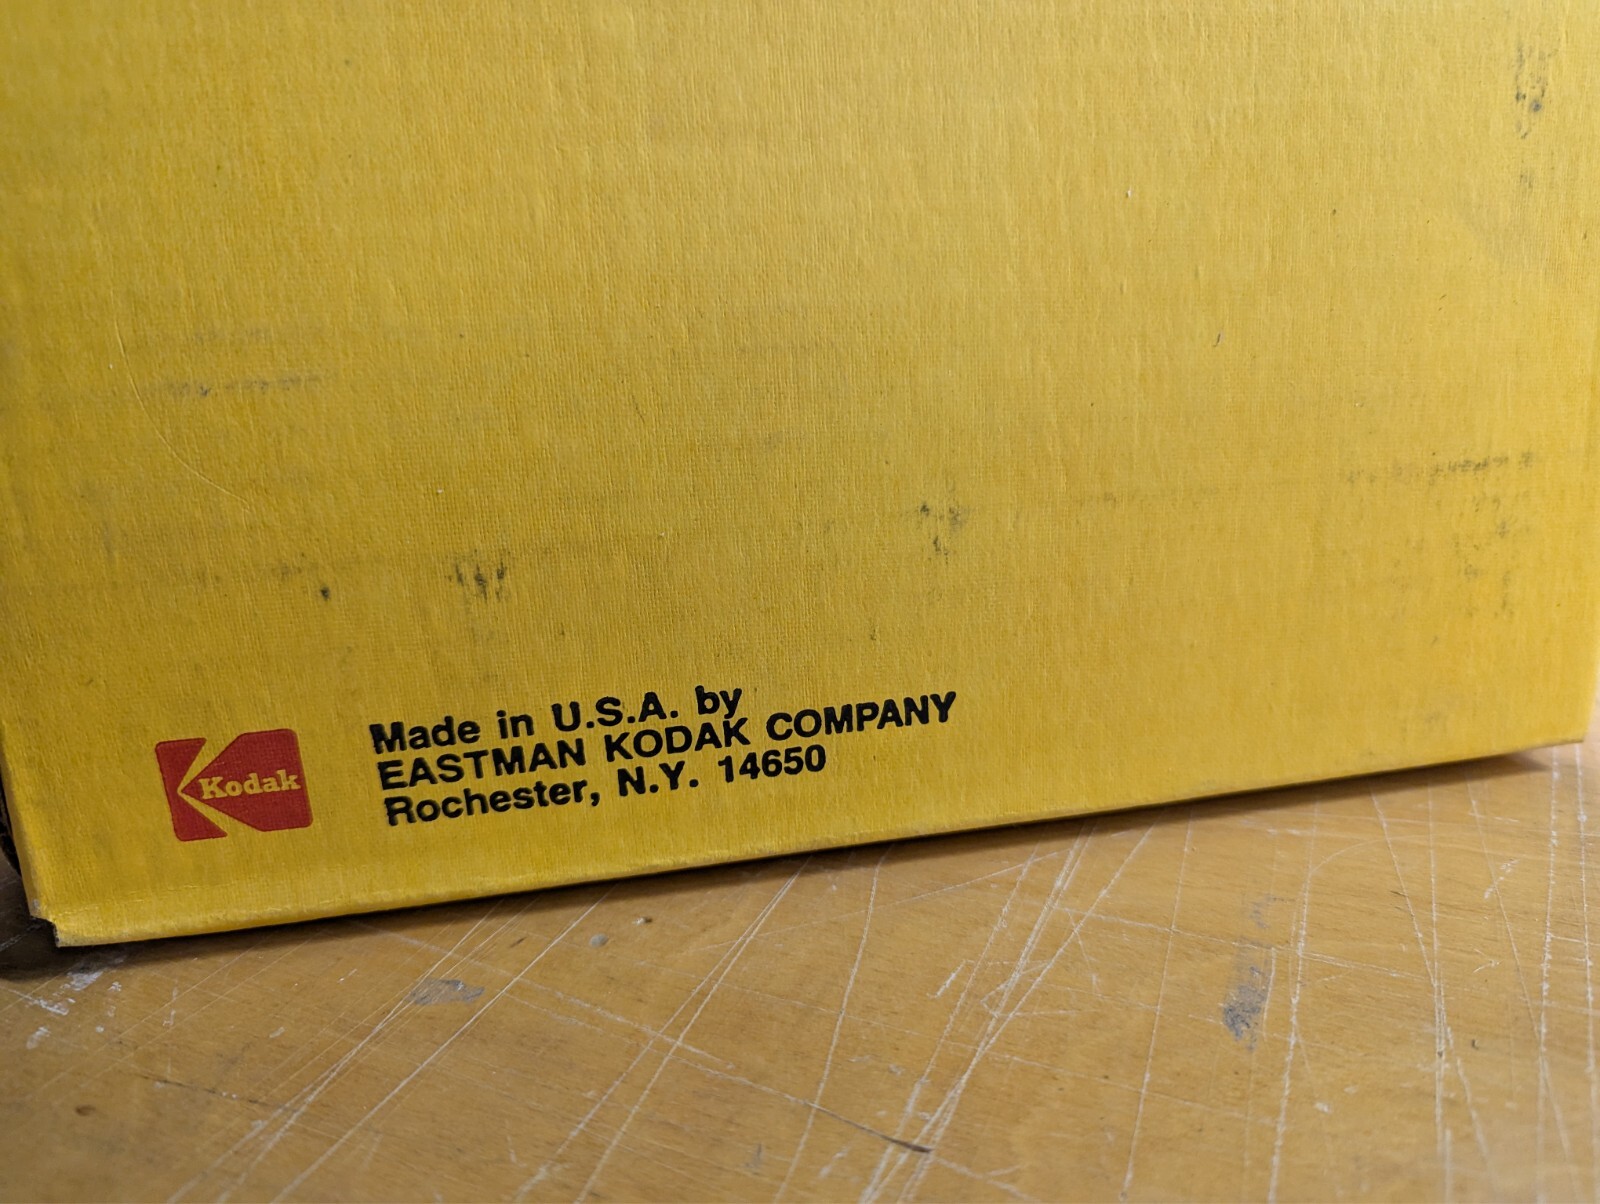 Kodak
Made in U.S.A. by
EASTMAN KODAK COMPANY
Rochester, N.Y. 14650